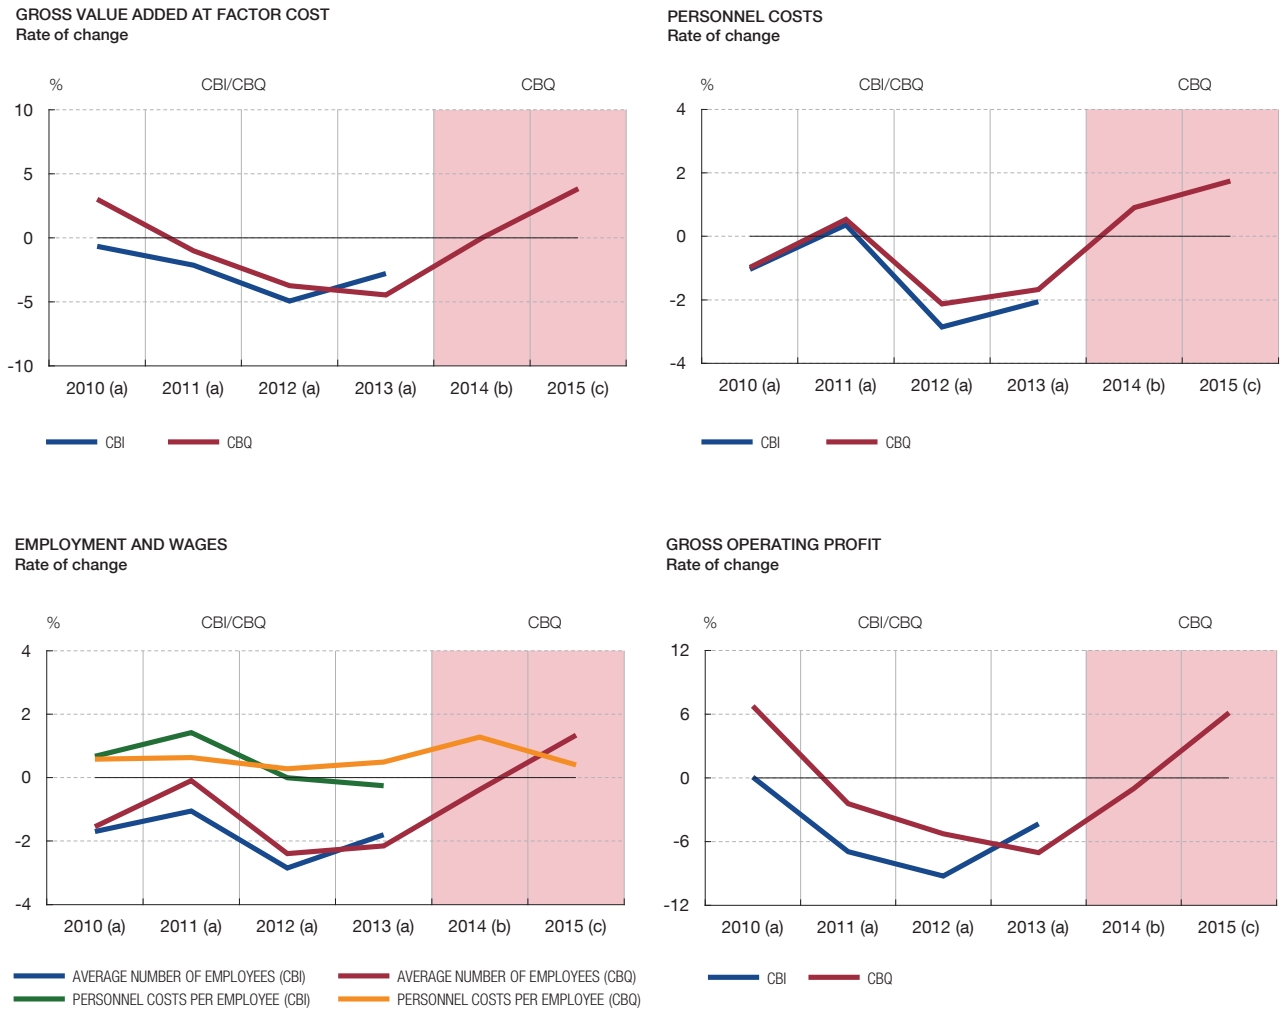 GROSS VALUE ADDED AT FACTOR COST
Rate of change
% CBI/CBQ CBQ
10
5
0
-5
-10
2010 (a) 2011 (a) 2012 (a) 2013 (a) 2014 (b) 2015 (c)
CBI CBQ
PERSONNEL COSTS
Rate of change
% CBI/CBQ CBQ
4
2
0
-2
-4
2010 (a) 2011 (a) 2012 (a) 2013 (a) 2014 (b) 2015 (c)
CBI CBQ
EMPLOYMENT AND WAGES
Rate of change
% CBI/CBQ CBQ
4
2
0
-2
-4
2010 (a) 2011 (a) 2012 (a) 2013 (a) 2014 (b) 2015 (c)
AVERAGE NUMBER OF EMPLOYEES (CBI) AVERAGE NUMBER OF EMPLOYEES (CBQ)
PERSONNEL COSTS PER EMPLOYEE (CBI) PERSONNEL COSTS PER EMPLOYEE (CBQ)
GROSS OPERATING PROFIT
Rate of change
% CBI/CBQ CBQ
12
6
0
-6
-12
2010 (a) 2011 (a) 2012 (a) 2013 (a) 2014 (b) 2015 (c)
CBI CBQ